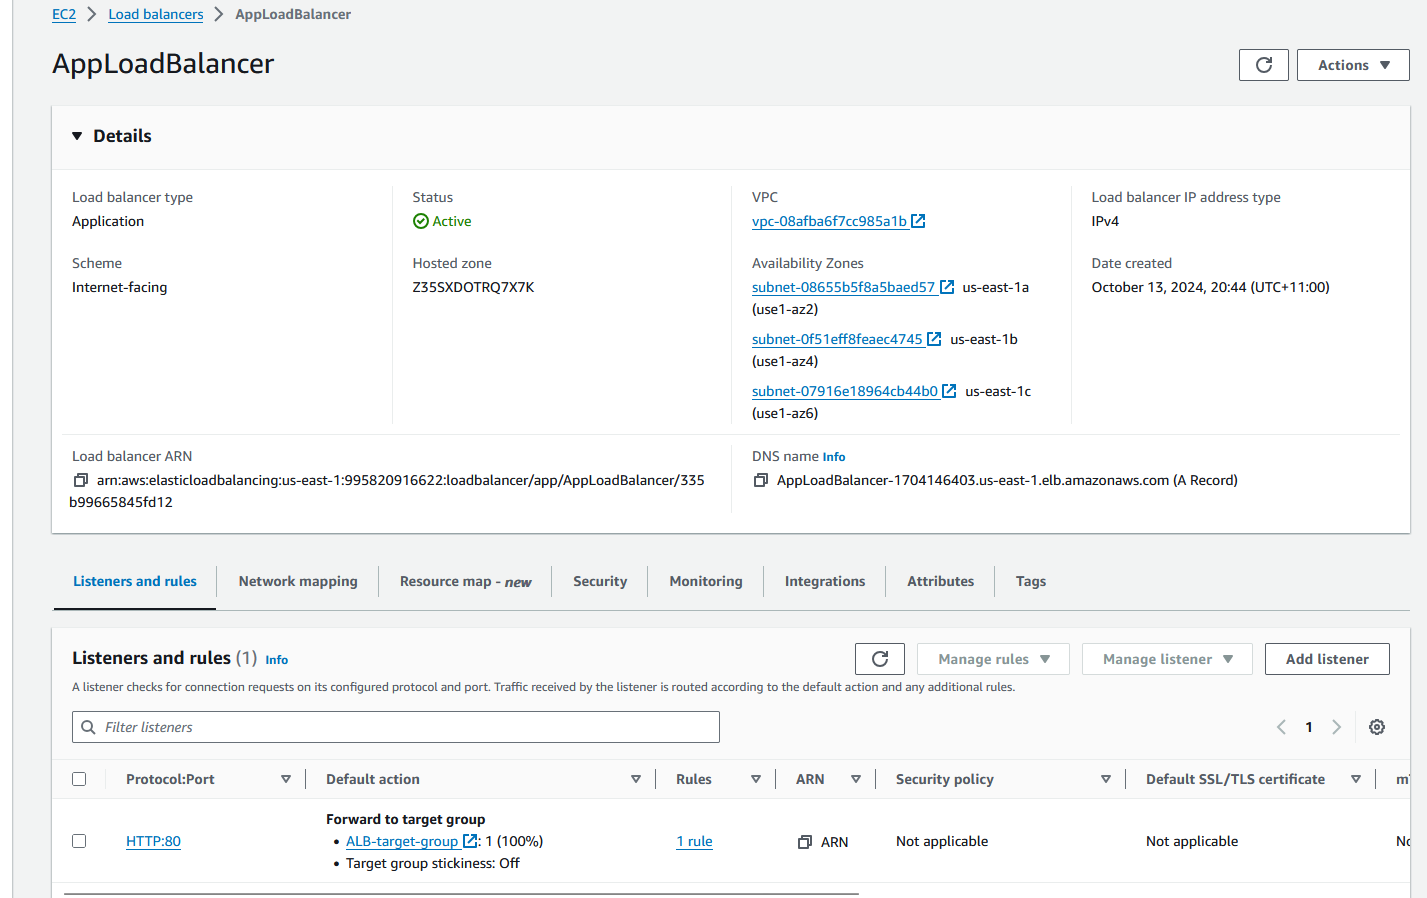 EC2 > Load balancers > AppLoadBalancer
AppLoadBalancer
Actions
Details
Load balancer type
Application
Status
Active
VPC
vpc-08afba6f7cc985a1b
Load balancer IP address type
IPv4
Scheme
Internet-facing
Hosted zone
Z35SXDOTRQ7X7K
Availability Zones
subnet-08655b5f8a5baed57 us-east-1a
(use1-az2)
subnet-0f51eff8feaec4745 us-east-1b
(use1-az4)
subnet-07916e18964cb44b0 us-east-1c
(use1-az6)
Date created
October 13, 2024, 20:44 (UTC+11:00)
Load balancer ARN
arn:aws:elasticloadbalancing:us-east-1:995820916622:loadbalancer/app/AppLoadBalancer/335
b99665845fd12
DNS name Info
AppLoadBalancer-1704146403.us-east-1.elb.amazonaws.com (A Record)
Listeners and rules
Network mapping
Resource map - new
Security
Monitoring
Integrations
Attributes
Tags
Listeners and rules (1) Info
Manage rules
Manage listener
Add listener
A listener checks for connection requests on its configured protocol and port. Traffic received by the listener is routed according to the default action and any additional rules.
Filter listeners
1
Protocol:Port
Default action
Rules
ARN
Security policy
Default SSL/TLS certificate
HTTP:80
Forward to target group
• ALB-target-group : 1 (100%)
• Target group stickiness: Off
1 rule
ARN
Not applicable
Not applicable